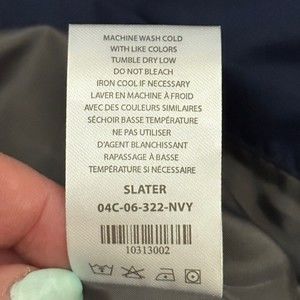 MACHINE WASH COLD
WITH LIKE COLORS
TUMBLE DRY LOW
DO NOT BLEACH
IRON COOL IF NECESSARY
LAVER EN MACHINE À FROID
AVEC DES COULEURS SIMILAIRES
SÉCHOIR BASSE TEMPÉRATURE
NE PAS UTILISER
D'AGENT BLANCHISSANT
RAPASSAGE À BASSE
TEMPÉRATURE SI NÉCESSAIRE
SLATER
04C-06-322-NVY
10313002